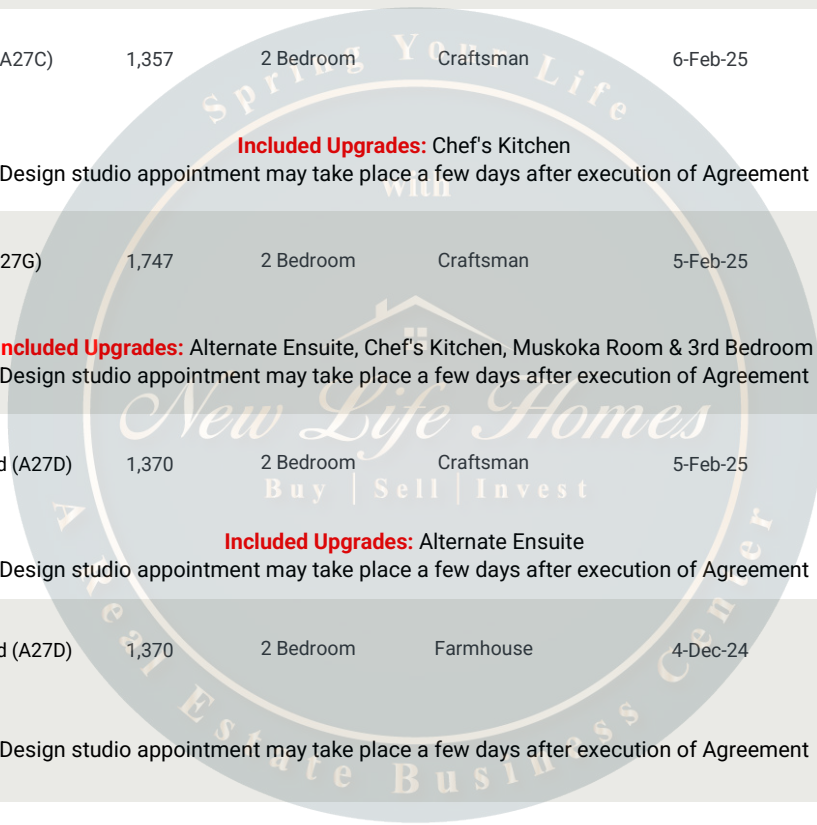 A27C) 1,357 2 Bedroom Craftsman 6-Feb-25
Spring Your Life
Included Upgrades: Chef's Kitchen
Design studio appointment may take place a few days after execution of Agreement
with
27G) 1,747 2 Bedroom Craftsman 5-Feb-25
ncluded Upgrades: Alternate Ensuite, Chef's Kitchen, Muskoka Room & 3rd Bedroom
Design studio appointment may take place a few days after execution of Agreement
New Life Homes
d (A27D) 1,370 2 Bedroom Craftsman 5-Feb-25
Buy | Sell | Invest
Included Upgrades: Alternate Ensuite
Design studio appointment may take place a few days after execution of Agreement
d (A27D) 1,370 2 Bedroom Farmhouse 4-Dec-24
A Real Estate Business Center
Design studio appointment may take place a few days after execution of Agreement